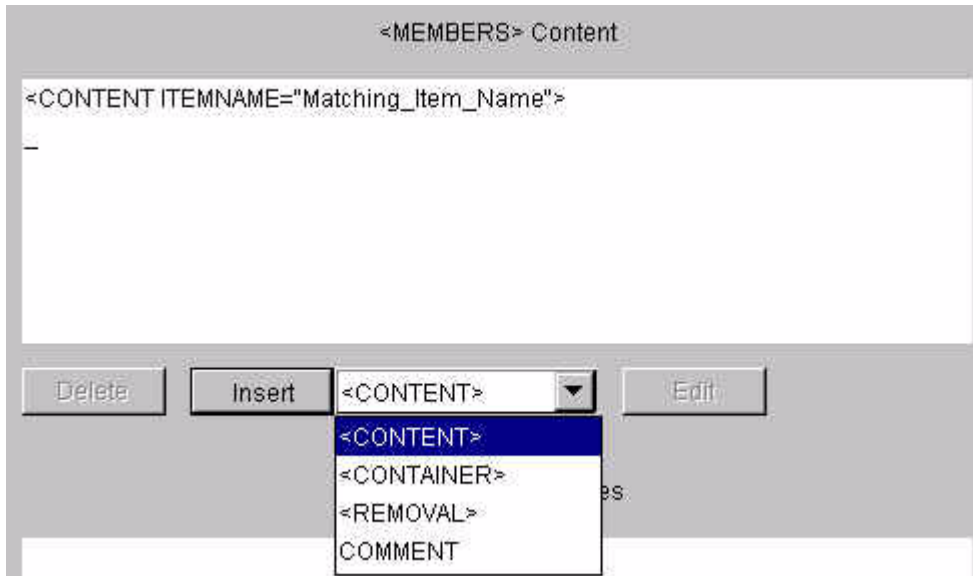 <MEMBERS> Content
<CONTENT ITEMNAME="Matching_Item_Name">
_
Delete Insert <CONTENT> Edit
<CONTENT>
<CONTAINER>
<REMOVAL>
COMMENT